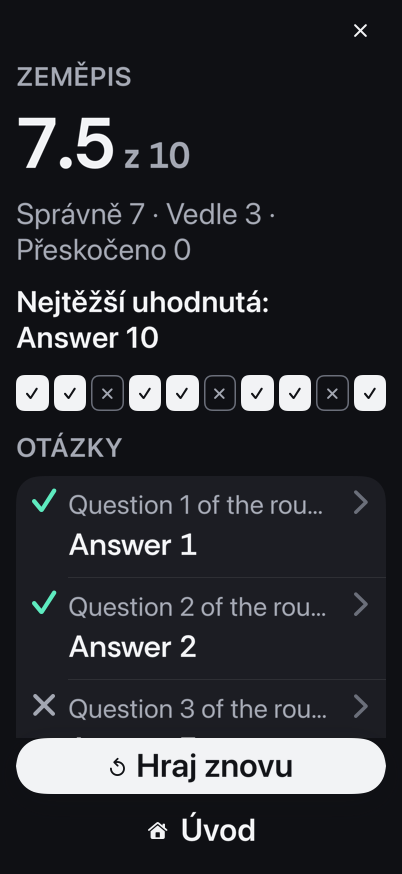 ZEMĚPIS
7.5 z 10
Správně 7 · Vedle 3 ·
Přeskočeno 0
Nejtěžší uhodnutá:
Answer 10
OTÁZKY
Question 1 of the rou...
Answer 1
Question 2 of the rou...
Answer 2
Question 3 of the rou...
Hraj znovu
Úvod